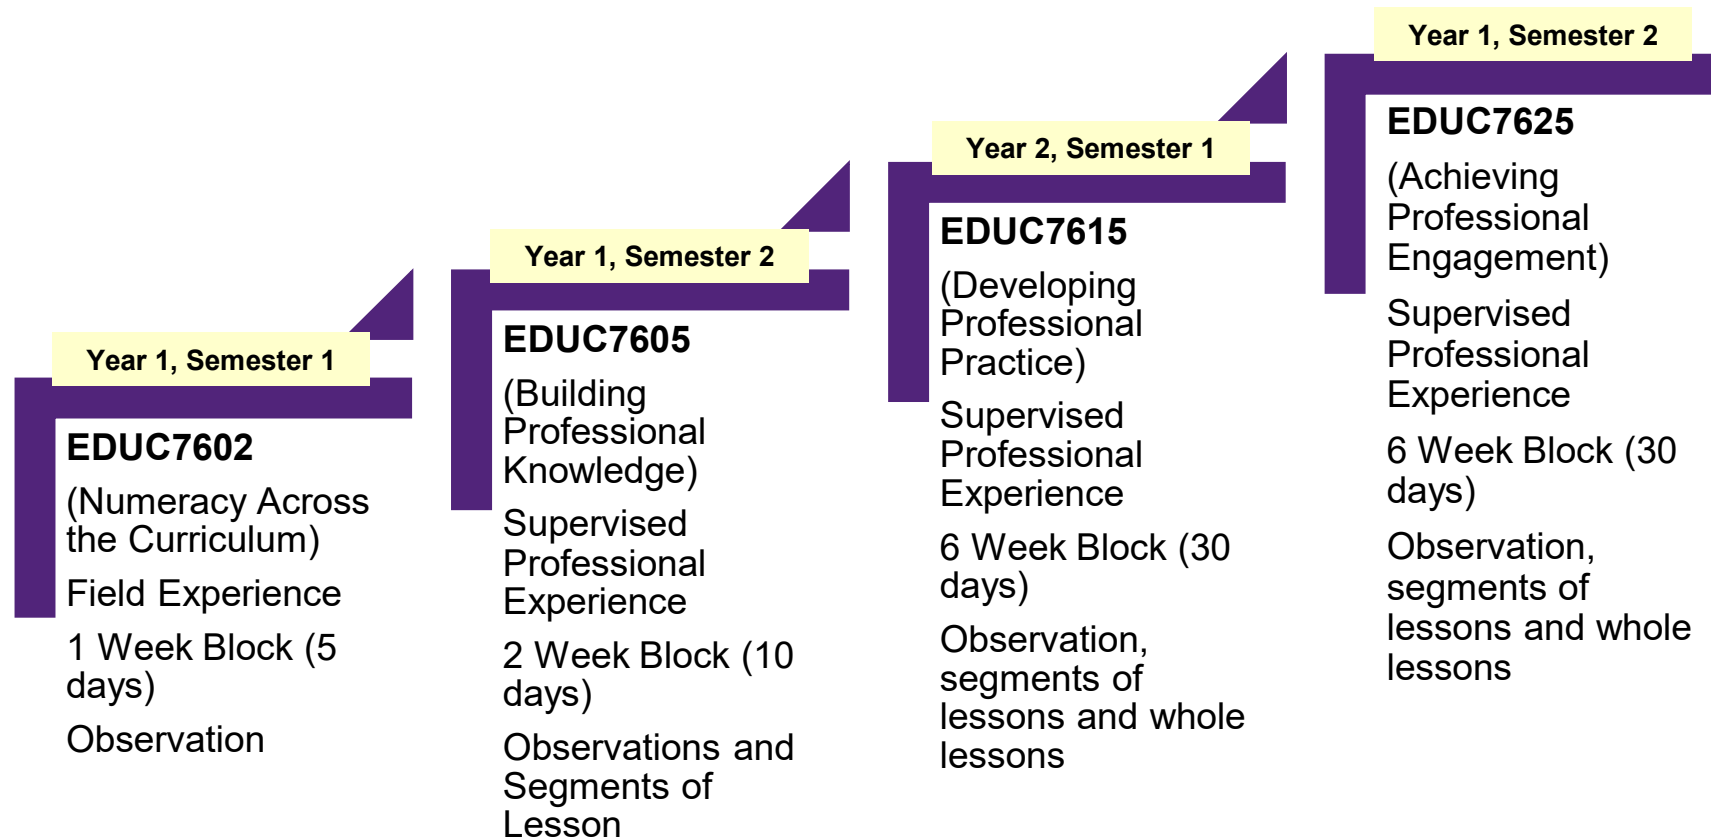 Year 1, Semester 1
EDUC7602
(Numeracy Across
the Curriculum)
Field Experience
1 Week Block (5
days)
Observation
Year 1, Semester 2
EDUC7605
(Building
Professional
Knowledge)
Supervised
Professional
Experience
2 Week Block (10
days)
Observations and
Segments of
Lesson
Year 2, Semester 1
EDUC7615
(Developing
Professional
Practice)
Supervised
Professional
Experience
6 Week Block (30
days)
Observation,
segments of
lessons and whole
lessons
Year 1, Semester 2
EDUC7625
(Achieving
Professional
Engagement)
Supervised
Professional
Experience
6 Week Block (30
days)
Observation,
segments of
lessons and whole
lessons